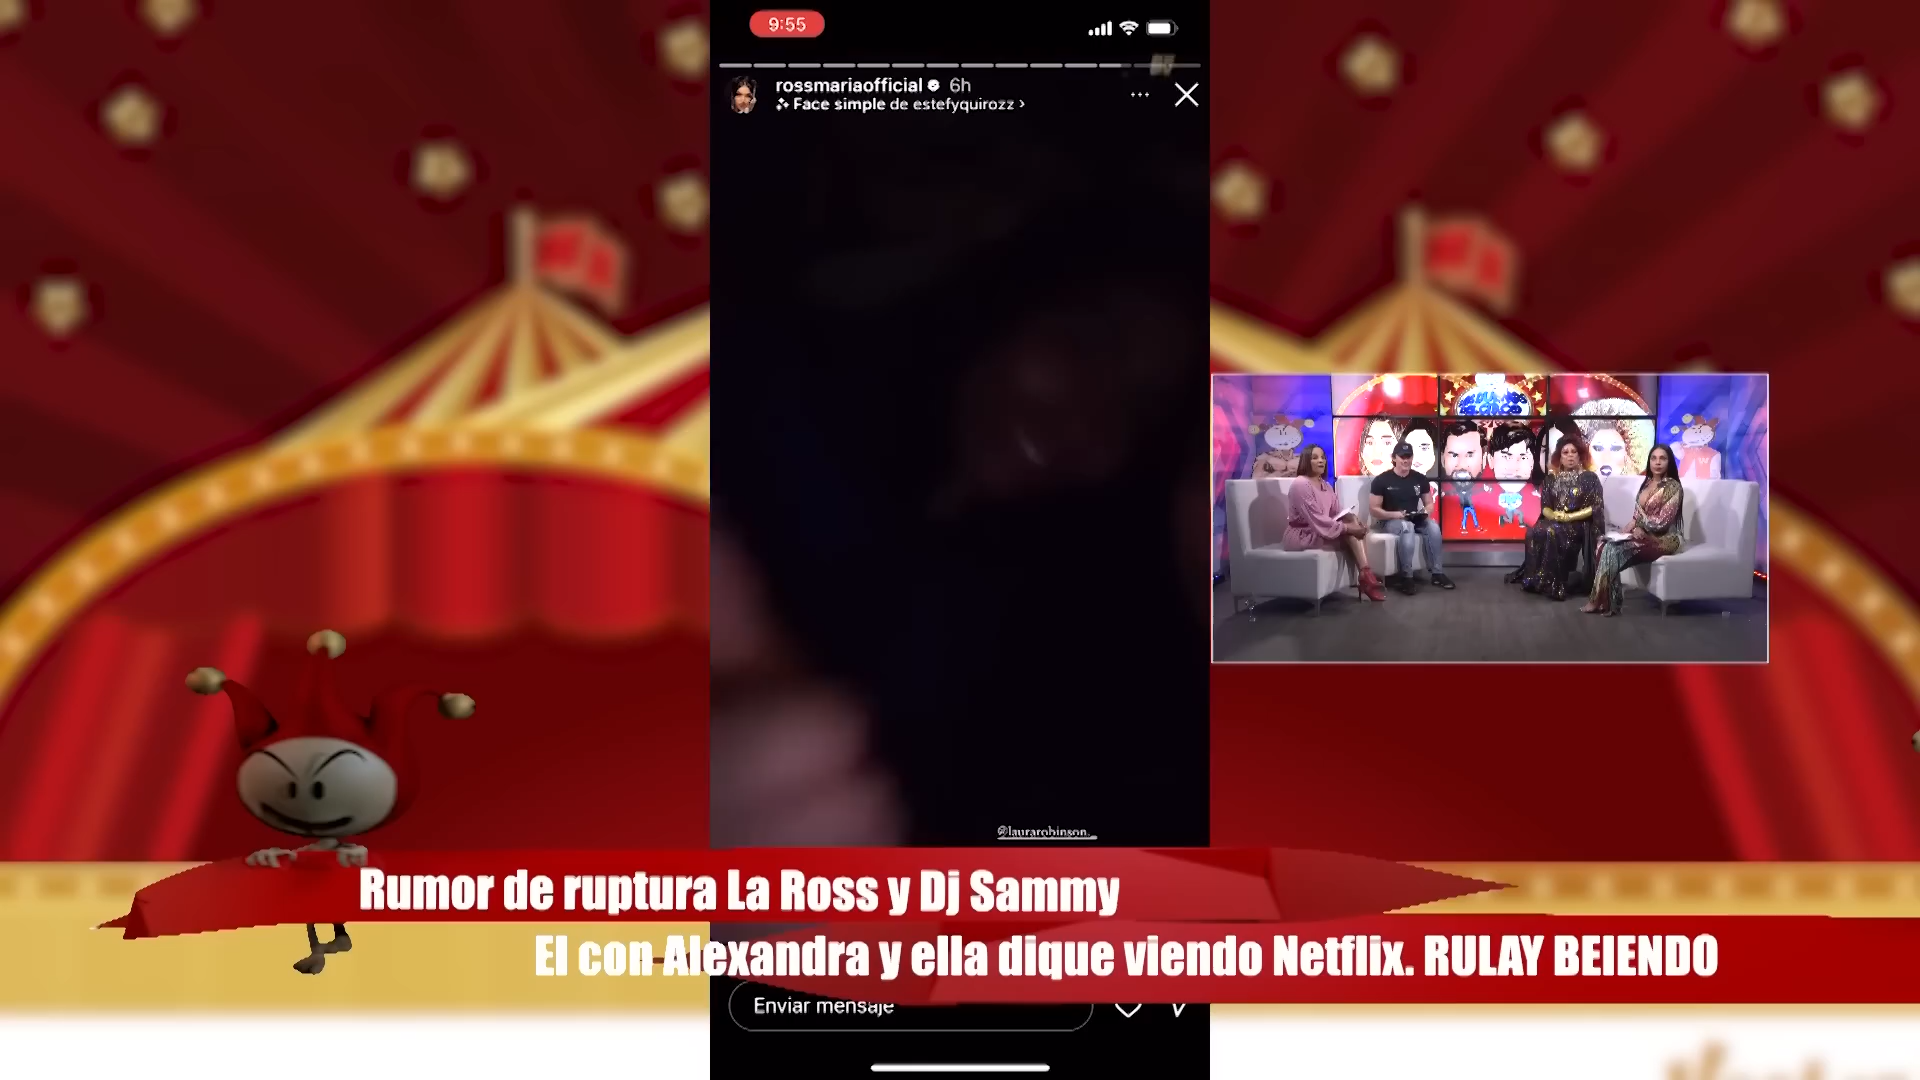 9:55
rossmariaofficial 6h
Face simple de estefyquirozz ›
@laurarobinson._
Rumor de ruptura La Ross y Dj Sammy
El con Alexandra y ella dique viendo Netflix. RULAY BEIENDO
Enviar mensaje